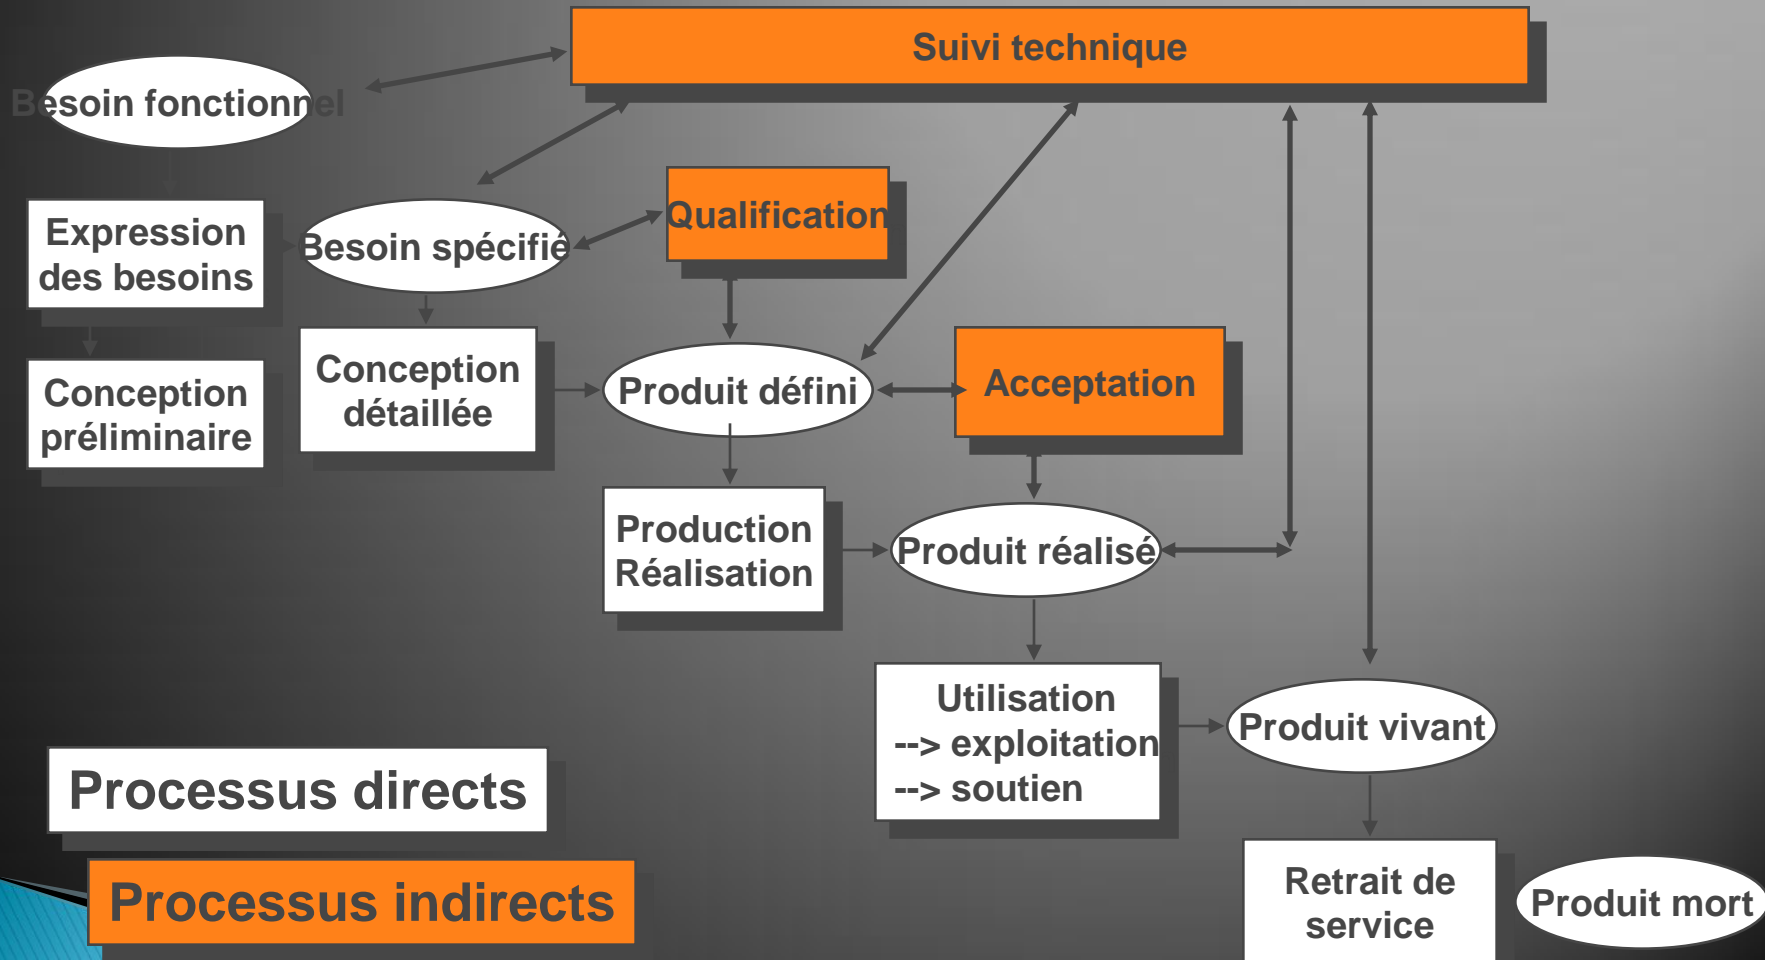 Suivi technique
Besoin fonctionnel
Qualification
Expression
des besoins
Besoin spécifié
Conception
préliminaire
Conception
détaillée
Produit défini
Acceptation
Production
Réalisation
Produit réalisé
Utilisation
--> exploitation
--> soutien
Produit vivant
Processus directs
Processus indirects
Retrait de
service
Produit mort